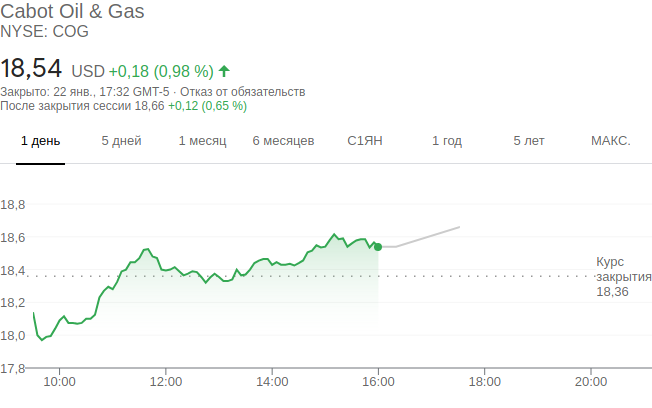 Cabot Oil & Gas
NYSE: COG
18,54 USD +0,18 (0,98 %)
Закрыто: 22 янв., 17:32 GMT-5 · Отказ от обязательств
После закрытия сессии 18,66 +0,12 (0,65 %)
1 день 5 дней 1 месяц 6 месяцев С1ЯН 1 год 5 лет МАКС.
18,8
18,6
18,4
18,2
18,0
17,8
Курс
закрытия
18,36
10:00 12:00 14:00 16:00 18:00 20:00